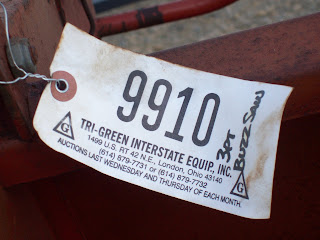 9910
TRI-GREEN INTERSTATE EQUIP., INC.
1499 U.S. RT 42 N.E., London, Ohio 43140
(614) 879-7731 or (614) 879-7732
AUCTIONS LAST WEDNESDAY AND THURSDAY OF EACH MONTH.
G
G
3pt
Buzz Saw